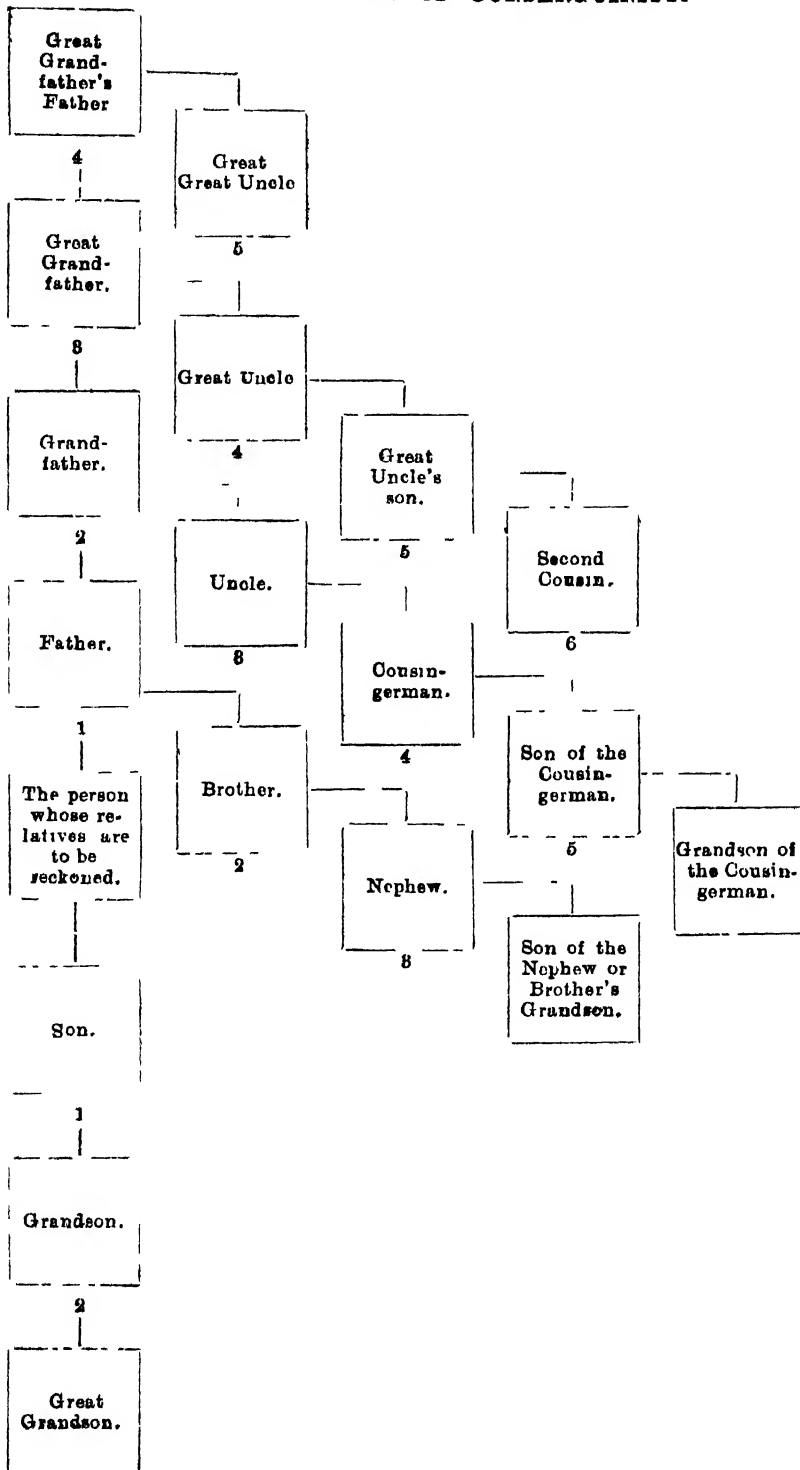 Great
Grand-
father's
Father
4
Great
Great Uncle
5
Great
Grand-
father.
3
Great Uncle
4
Grand-
father.
2
Great
Uncle's
son.
5
Uncle.
3
Second
Cousin.
6
Father.
1
Cousin-
german.
4
Brother.
2
Son of the
Cousin-
german.
5
The person
whose re-
latives are
to be
reckoned.
Nephew.
3
Grandson of
the Cousin-
german.
Son of the
Nephew or
Brother's
Grandson.
Son.
1
Grandson.
2
Great
Grandson.